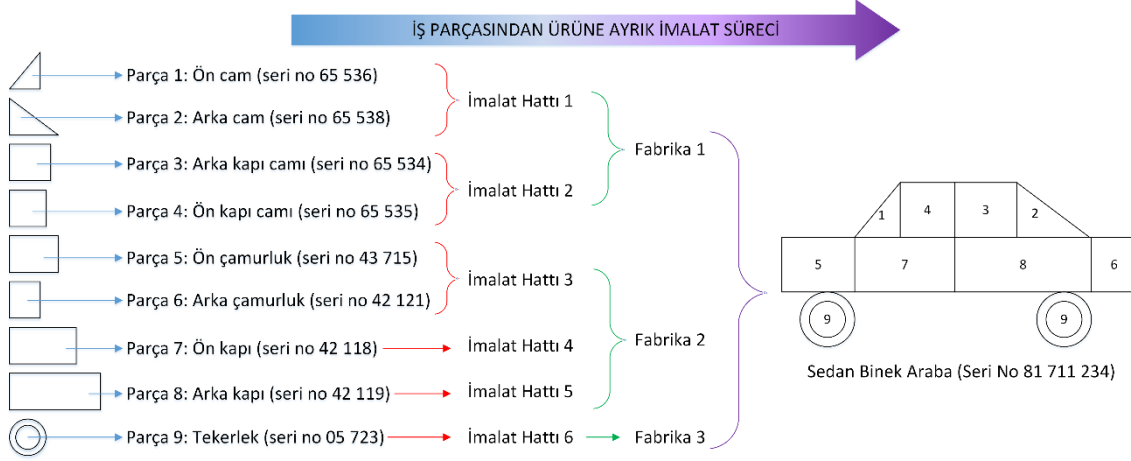 İŞ PARÇASINDAN ÜRÜNE AYRIK İMALAT SÜRECİ
Parça 1: Ön cam (seri no 65 536)
Parça 2: Arka cam (seri no 65 538)
Parça 3: Arka kapı camı (seri no 65 534)
Parça 4: Ön kapı camı (seri no 65 535)
Parça 5: Ön çamurluk (seri no 43 715)
Parça 6: Arka çamurluk (seri no 42 121)
Parça 7: Ön kapı (seri no 42 118)
Parça 8: Arka kapı (seri no 42 119)
Parça 9: Tekerlek (seri no 05 723)
İmalat Hattı 1
İmalat Hattı 2
İmalat Hattı 3
İmalat Hattı 4
İmalat Hattı 5
İmalat Hattı 6
Fabrika 1
Fabrika 2
Fabrika 3
1 4 3 2
5 7 8 6
9 9
Sedan Binek Araba (Seri No 81 711 234)